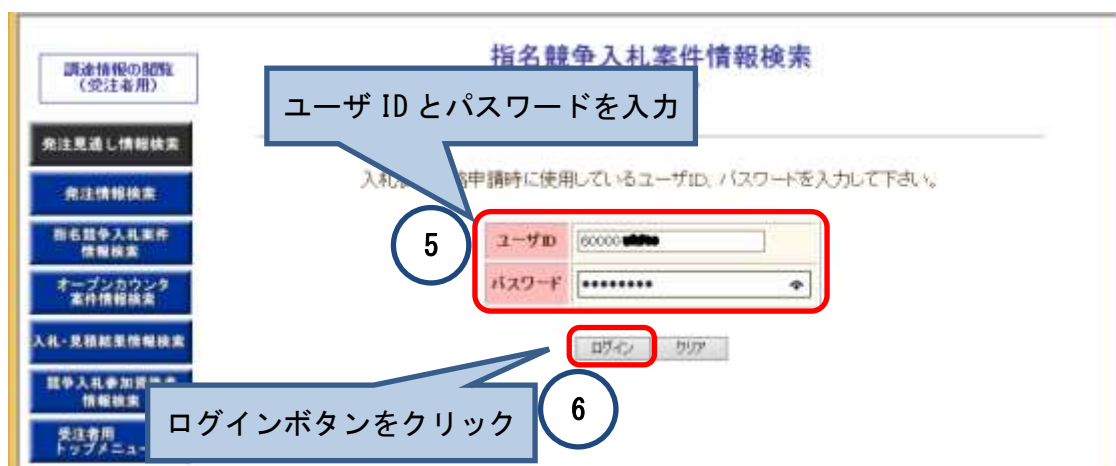 調達情報の閲覧
(受注者用)
発注見通し情報検索
発注情報検索
指名競争入札案件
情報検索
オープンカウンタ
案件情報検索
入札・見積結果情報検索
競争入札参加資
情報検索
受注者用
トップメニュー
指名競争入札案件情報検索
ユーザ ID とパスワードを入力
入札 申請時に使用しているユーザID、パスワードを入力して下さい。
5
ユーザID 60000
パスワード ••••••••
ログイン クリア
6
ログインボタンをクリック